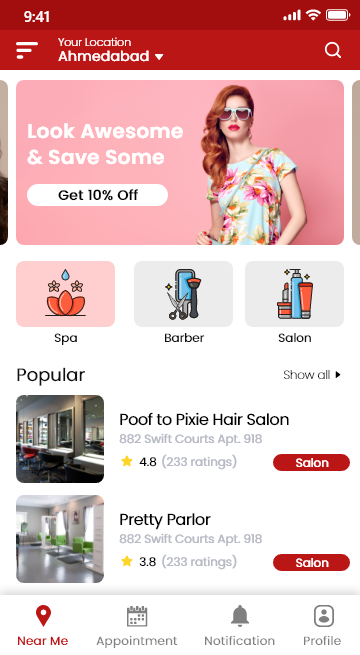 9:41
Your Location
Ahmedabad
Look Awesome
& Save Some
Get 10% Off
Spa
Barber
Salon
Popular
Show all
Poof to Pixie Hair Salon
882 Swift Courts Apt. 918
4.8 (233 ratings)
Salon
Pretty Parlor
882 Swift Courts Apt. 918
3.8 (233 ratings)
Salon
Near Me
Appointment
Notification
Profile